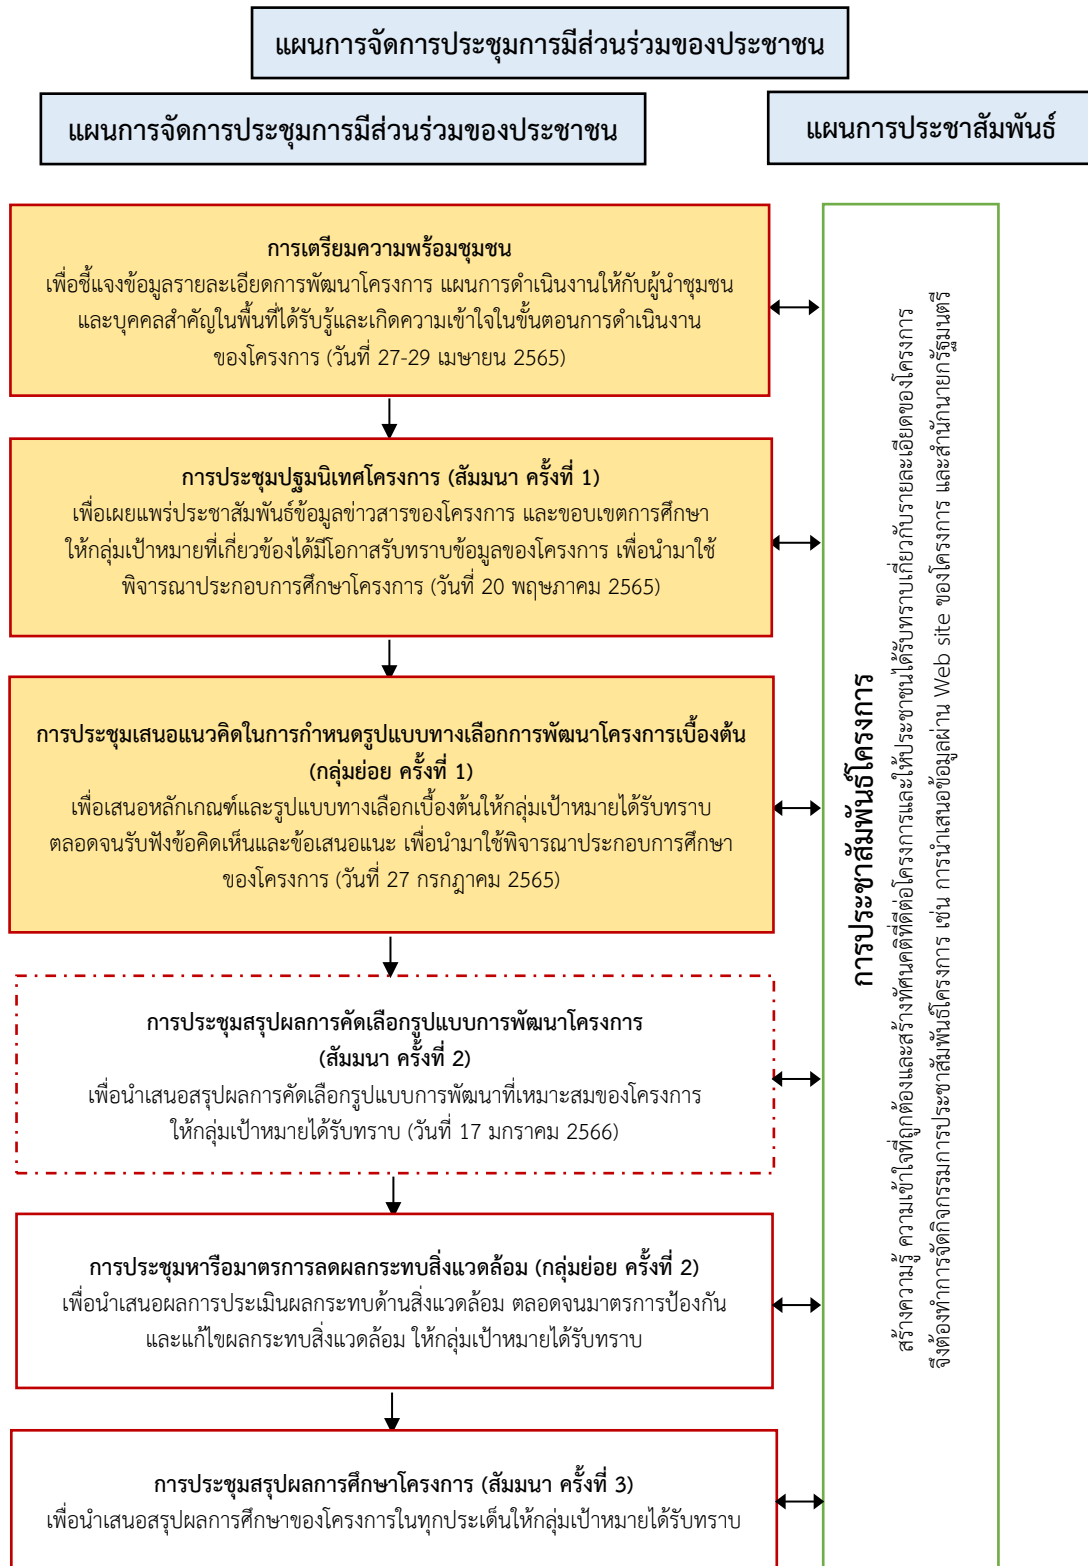 แผนการจัดการประชุมการมีส่วนร่วมของประชาชน
แผนการจัดการประชุมการมีส่วนร่วมของประชาชน
แผนการประชาสัมพันธ์
การเตรียมความพร้อมชุมชน
เพื่อชี้แจงข้อมูลรายละเอียดการพัฒนาโครงการ แผนการดำเนินงานให้กับผู้นำชุมชน
และบุคคลสำคัญในพื้นที่ได้รับรู้และเกิดความเข้าใจในขั้นตอนการดำเนินงาน
ของโครงการ (วันที่ 27-29 เมษายน 2565)
การประชุมปฐมนิเทศโครงการ (สัมมนา ครั้งที่ 1)
เพื่อเผยแพร่ประชาสัมพันธ์ข้อมูลข่าวสารของโครงการ และขอบเขตการศึกษา
ให้กลุ่มเป้าหมายที่เกี่ยวข้องได้มีโอกาสรับทราบข้อมูลของโครงการ เพื่อนำมาใช้
พิจารณาประกอบการศึกษาโครงการ (วันที่ 20 พฤษภาคม 2565)
การประชุมเสนอแนวคิดในการกำหนดรูปแบบทางเลือกการพัฒนาโครงการเบื้องต้น
(กลุ่มย่อย ครั้งที่ 1)
เพื่อเสนอหลักเกณฑ์และรูปแบบทางเลือกเบื้องต้นให้กลุ่มเป้าหมายได้รับทราบ
ตลอดจนรับฟังข้อคิดเห็นและข้อเสนอแนะ เพื่อนำมาใช้พิจารณาประกอบการศึกษา
ของโครงการ (วันที่ 27 กรกฎาคม 2565)
การประชุมสรุปผลการคัดเลือกรูปแบบการพัฒนาโครงการ
(สัมมนา ครั้งที่ 2)
เพื่อนำเสนอสรุปผลการคัดเลือกรูปแบบการพัฒนาที่เหมาะสมของโครงการ
ให้กลุ่มเป้าหมายได้รับทราบ (วันที่ 17 มกราคม 2566)
การประชุมหารือมาตรการลดผลกระทบสิ่งแวดล้อม (กลุ่มย่อย ครั้งที่ 2)
เพื่อนำเสนอผลการประเมินผลกระทบด้านสิ่งแวดล้อม ตลอดจนมาตรการป้องกัน
และแก้ไขผลกระทบสิ่งแวดล้อม ให้กลุ่มเป้าหมายได้รับทราบ
การประชุมสรุปผลการศึกษาโครงการ (สัมมนา ครั้งที่ 3)
เพื่อนำเสนอสรุปผลการศึกษาของโครงการในทุกประเด็นให้กลุ่มเป้าหมายได้รับทราบ
การประชาสัมพันธ์โครงการ
สร้างความรู้ ความเข้าใจที่ถูกต้องและสร้างทัศนคติที่ดีต่อโครงการและให้ประชาชนได้รับทราบเกี่ยวกับรายละเอียดของโครงการ
จึงต้องทำการจัดกิจกรรมการประชาสัมพันธ์โครงการ เช่น การนำเสนอข้อมูลผ่าน Web site ของโครงการ และสำนักนายกรัฐมนตรี